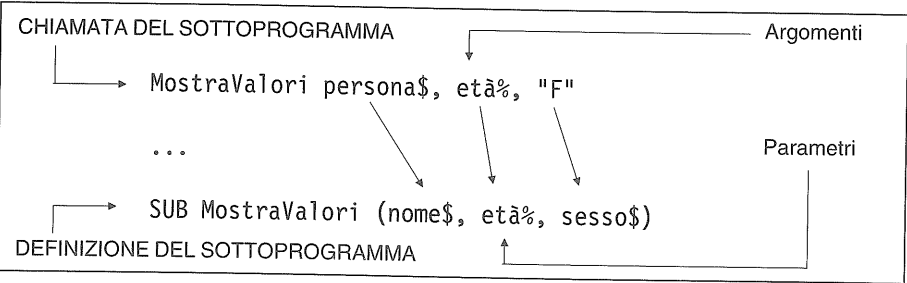 CHIAMATA DEL SOTTOPROGRAMMA
Argomenti
MostraValori persona$, età%, "F"
...
Parametri
SUB MostraValori (nome$, età%, sesso$)
DEFINIZIONE DEL SOTTOPROGRAMMA